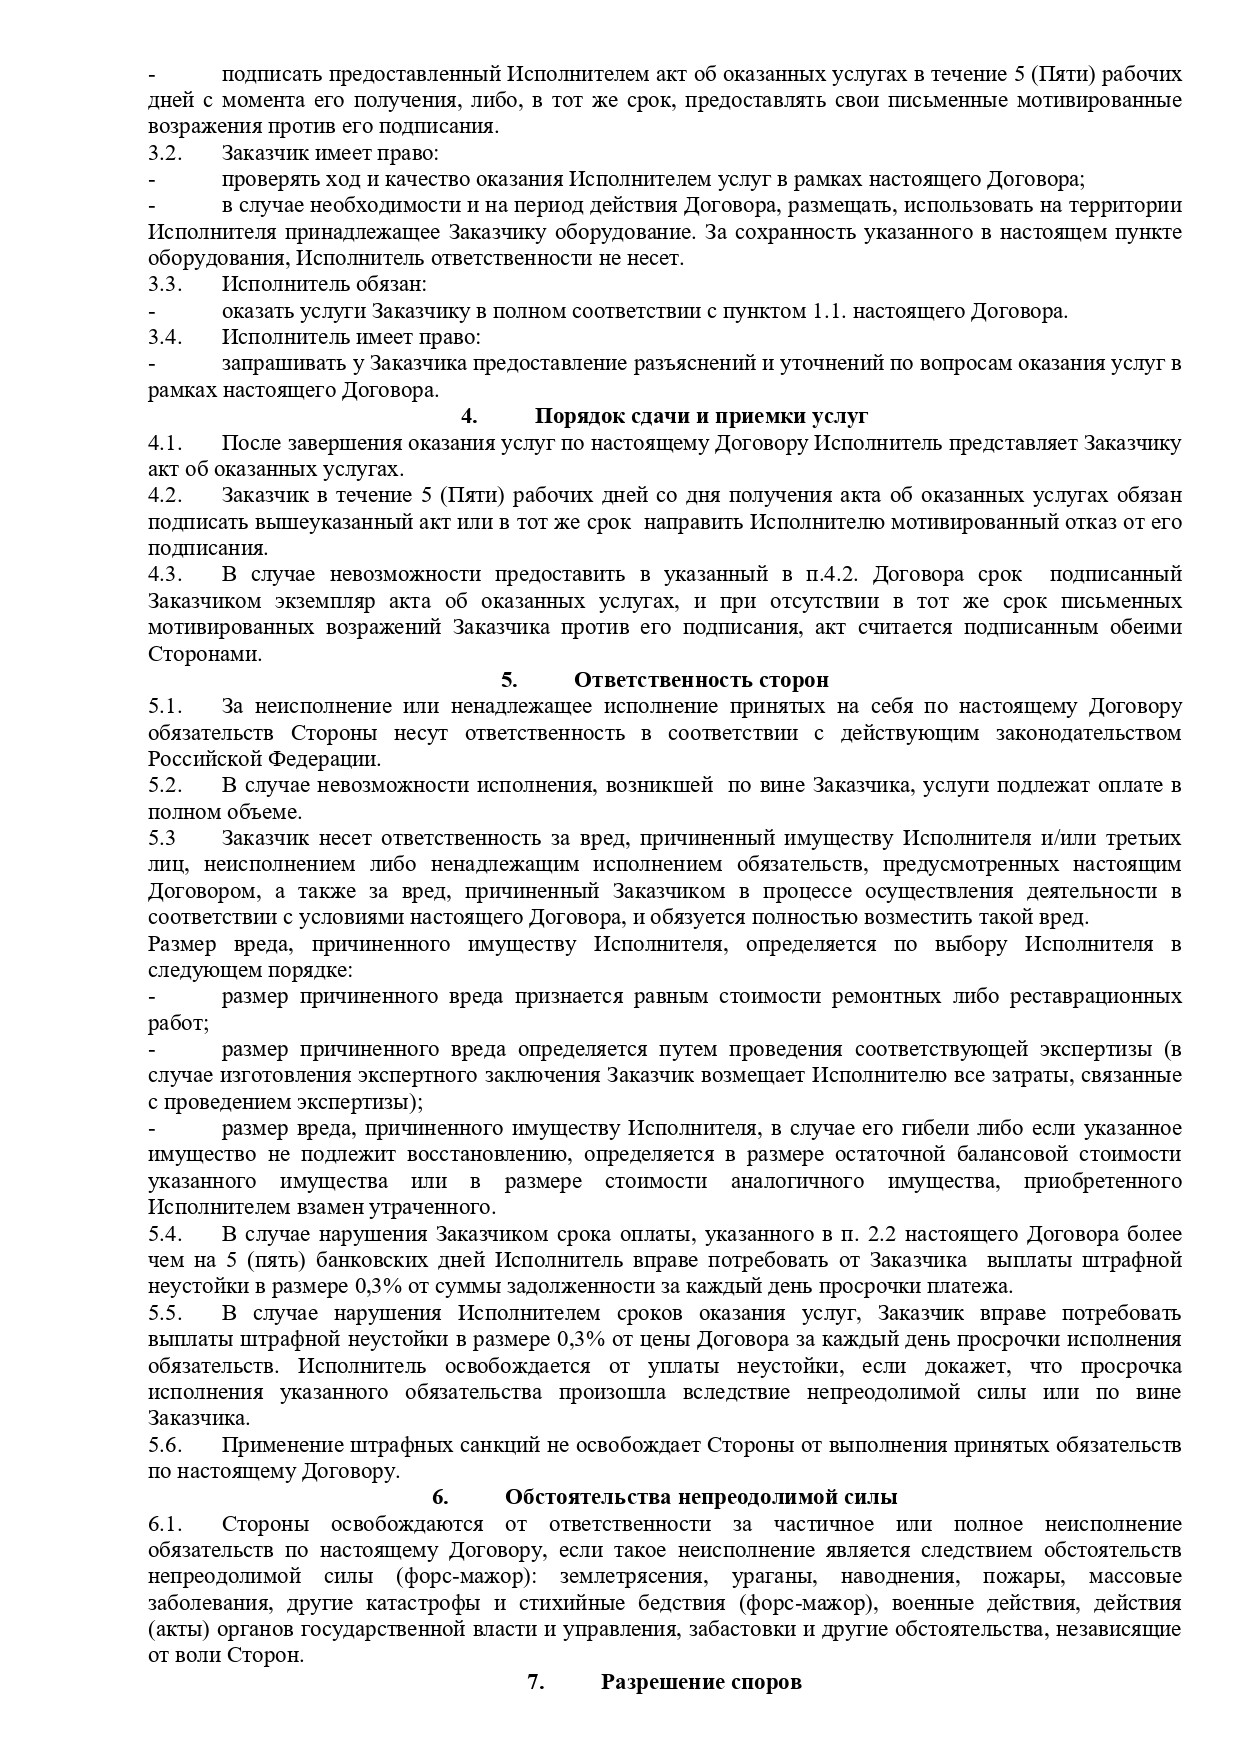 - подписать предоставленный Исполнителем акт об оказанных услугах в течение 5 (Пяти) рабочих
дней с момента его получения, либо, в тот же срок, предоставлять свои письменные мотивированные
возражения против его подписания.
3.2. Заказчик имеет право:
- проверять ход и качество оказания Исполнителем услуг в рамках настоящего Договора;
- в случае необходимости и на период действия Договора, размещать, использовать на территории
Исполнителя принадлежащее Заказчику оборудование. За сохранность указанного в настоящем пункте
оборудования, Исполнитель ответственности не несет.
3.3. Исполнитель обязан:
- оказать услуги Заказчику в полном соответствии с пунктом 1.1. настоящего Договора.
3.4. Исполнитель имеет право:
- запрашивать у Заказчика предоставление разъяснений и уточнений по вопросам оказания услуг в
рамках настоящего Договора.
4. Порядок сдачи и приемки услуг
4.1. После завершения оказания услуг по настоящему Договору Исполнитель представляет Заказчику
акт об оказанных услугах.
4.2. Заказчик в течение 5 (Пяти) рабочих дней со дня получения акта об оказанных услугах обязан
подписать вышеуказанный акт или в тот же срок направить Исполнителю мотивированный отказ от его
подписания.
4.3. В случае невозможности предоставить в указанный в п.4.2. Договора срок подписанный
Заказчиком экземпляр акта об оказанных услугах, и при отсутствии в тот же срок письменных
мотивированных возражений Заказчика против его подписания, акт считается подписанным обеими
Сторонами.
5. Ответственность сторон
5.1. За неисполнение или ненадлежащее исполнение принятых на себя по настоящему Договору
обязательств Стороны несут ответственность в соответствии с действующим законодательством
Российской Федерации.
5.2. В случае невозможности исполнения, возникшей по вине Заказчика, услуги подлежат оплате в
полном объеме.
5.3 Заказчик несет ответственность за вред, причиненный имуществу Исполнителя и/или третьих
лиц, неисполнением либо ненадлежащим исполнением обязательств, предусмотренных настоящим
Договором, а также за вред, причиненный Заказчиком в процессе осуществления деятельности в
соответствии с условиями настоящего Договора, и обязуется полностью возместить такой вред.
Размер вреда, причиненного имуществу Исполнителя, определяется по выбору Исполнителя в
следующем порядке:
- размер причиненного вреда признается равным стоимости ремонтных либо реставрационных
работ;
- размер причиненного вреда определяется путем проведения соответствующей экспертизы (в
случае изготовления экспертного заключения Заказчик возмещает Исполнителю все затраты, связанные
с проведением экспертизы);
- размер вреда, причиненного имуществу Исполнителя, в случае его гибели либо если указанное
имущество не подлежит восстановлению, определяется в размере остаточной балансовой стоимости
указанного имущества или в размере стоимости аналогичного имущества, приобретенного
Исполнителем взамен утраченного.
5.4. В случае нарушения Заказчиком срока оплаты, указанного в п. 2.2 настоящего Договора более
чем на 5 (пять) банковских дней Исполнитель вправе потребовать от Заказчика выплаты штрафной
неустойки в размере 0,3% от суммы задолженности за каждый день просрочки платежа.
5.5. В случае нарушения Исполнителем сроков оказания услуг, Заказчик вправе потребовать
выплаты штрафной неустойки в размере 0,3% от цены Договора за каждый день просрочки исполнения
обязательств. Исполнитель освобождается от уплаты неустойки, если докажет, что просрочка
исполнения указанного обязательства произошла вследствие непреодолимой силы или по вине
Заказчика.
5.6. Применение штрафных санкций не освобождает Стороны от выполнения принятых обязательств
по настоящему Договору.
6. Обстоятельства непреодолимой силы
6.1. Стороны освобождаются от ответственности за частичное или полное неисполнение
обязательств по настоящему Договору, если такое неисполнение является следствием обстоятельств
непреодолимой силы (форс-мажор): землетрясения, ураганы, наводнения, пожары, массовые
заболевания, другие катастрофы и стихийные бедствия (форс-мажор), военные действия, действия
(акты) органов государственной власти и управления, забастовки и другие обстоятельства, независящие
от воли Сторон.
7. Разрешение споров